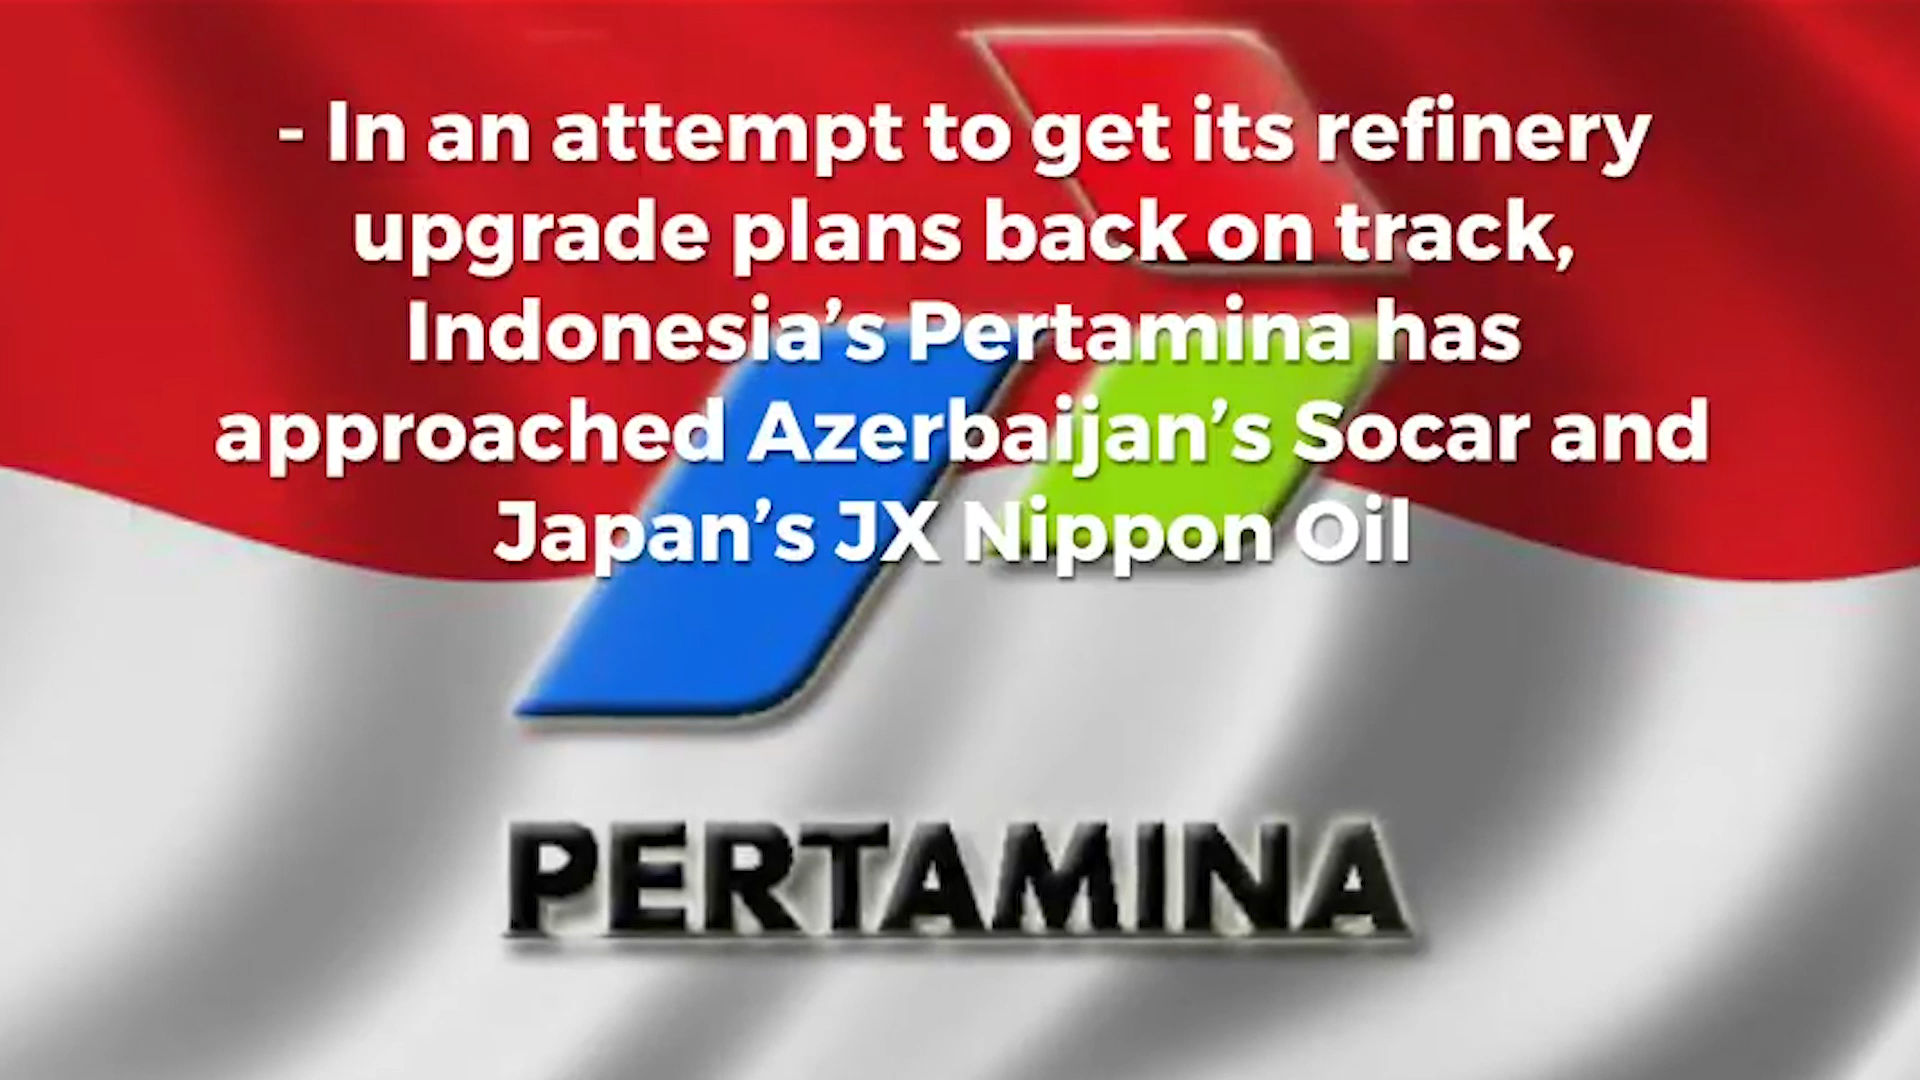 - In an attempt to get its refinery
upgrade plans back on track,
Indonesia’s Pertamina has
approached Azerbaijan’s Socar and
Japan’s JX Nippon Oil
PERTAMINA